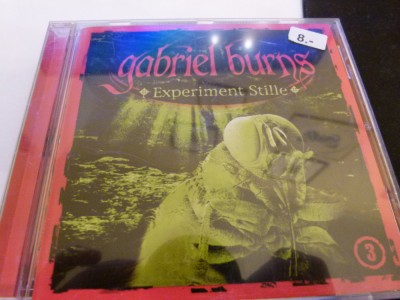 8.-
gabriel burns
Experiment Stille
3